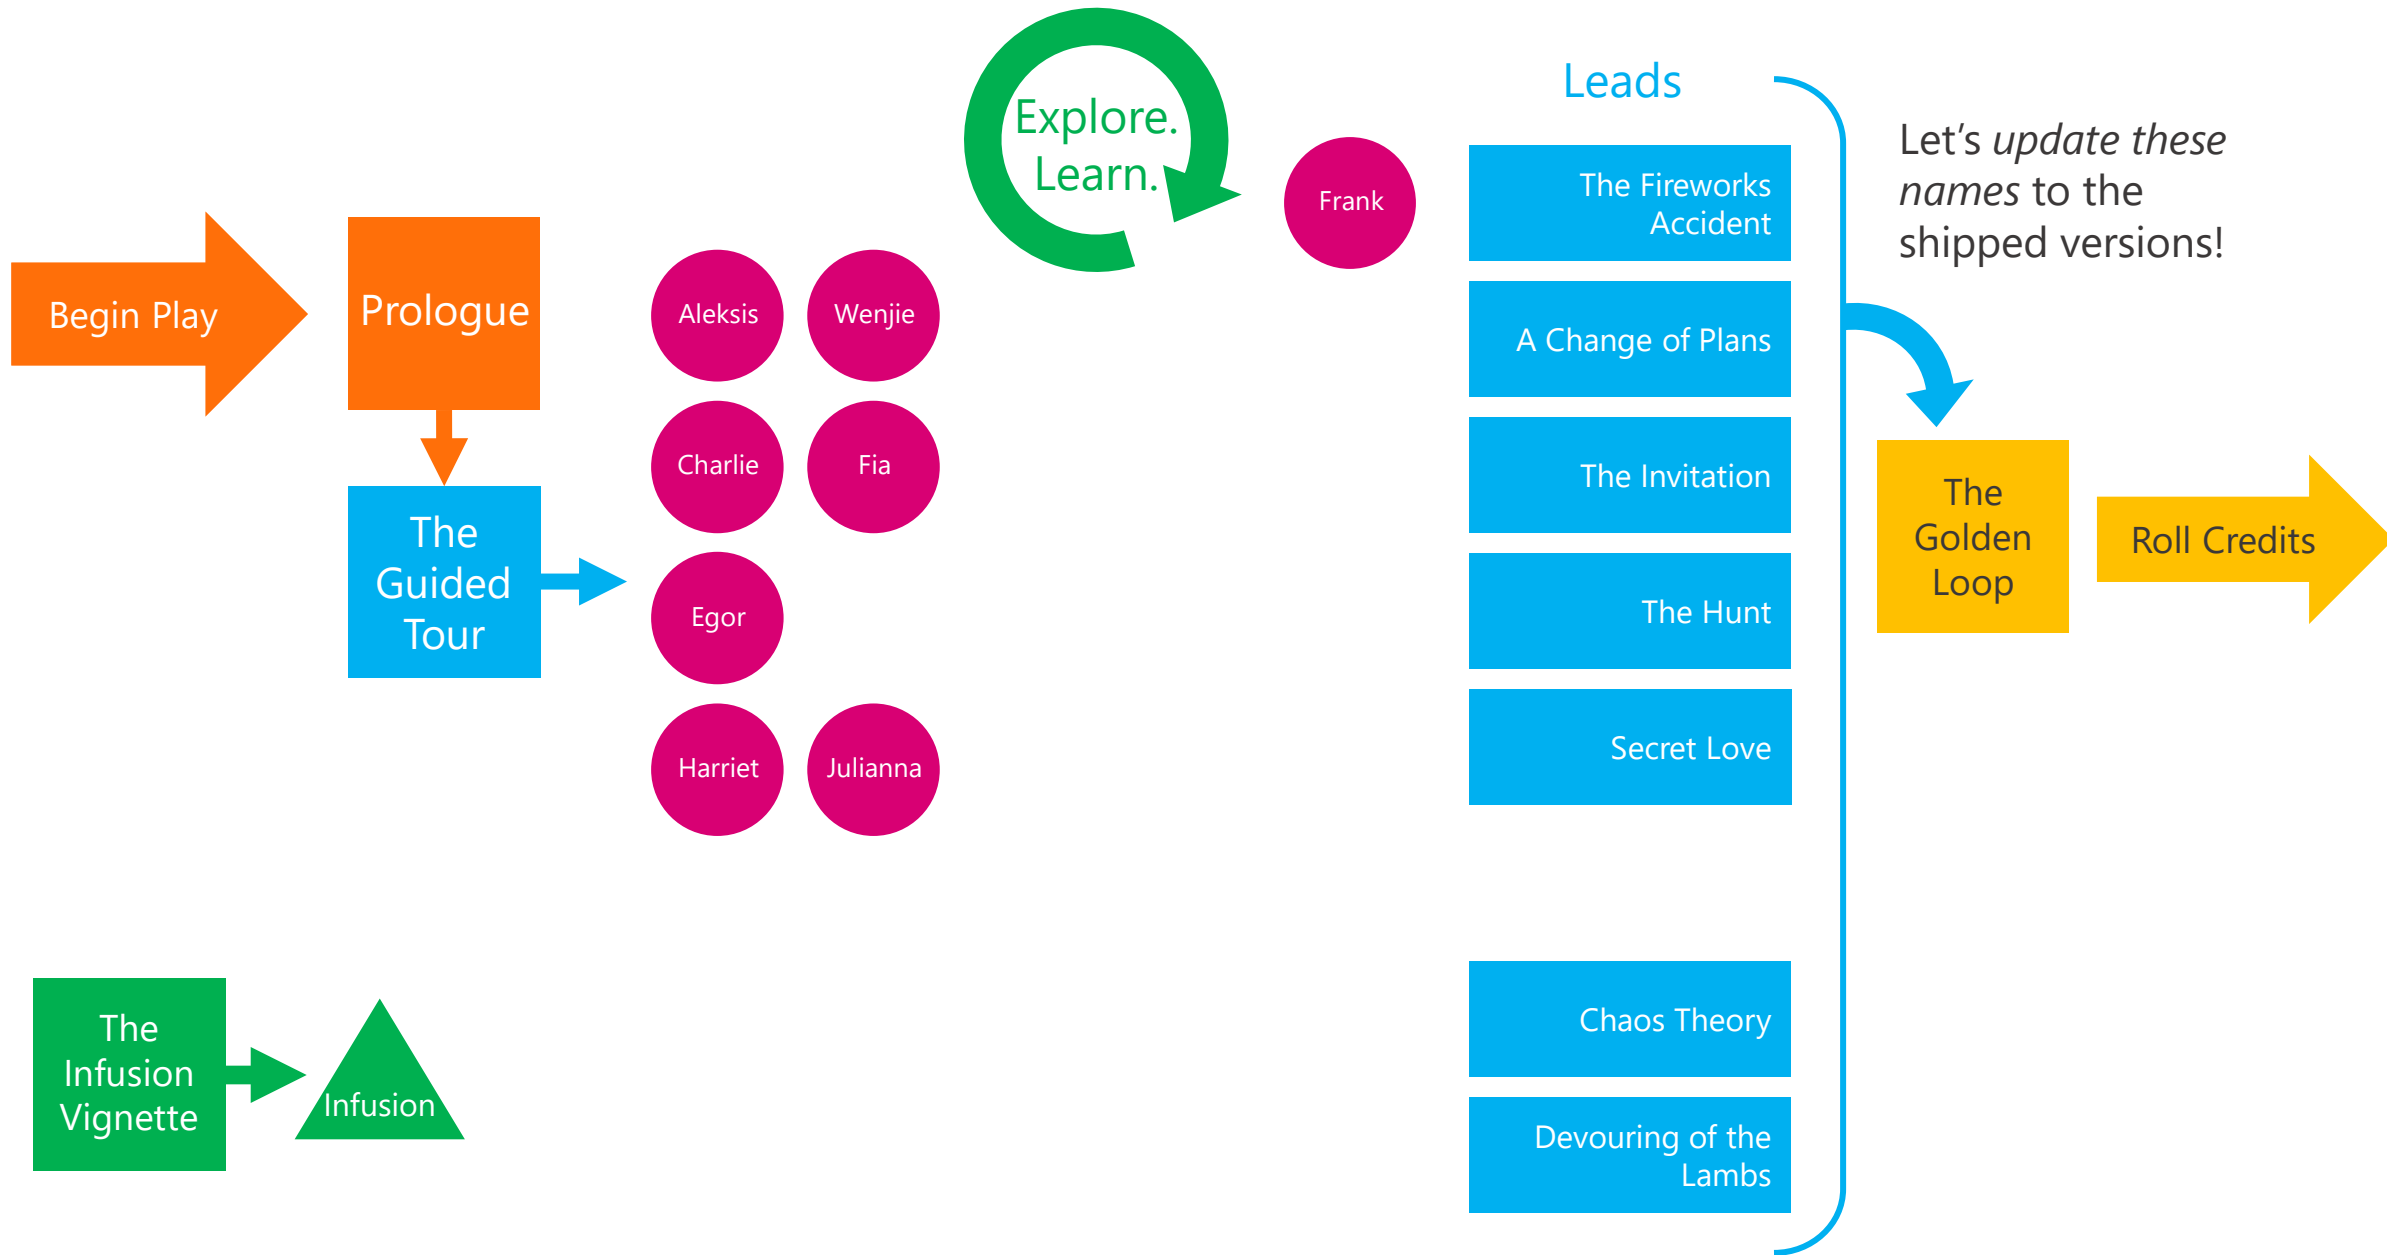 Begin Play
Prologue
The
Guided
Tour
Aleksis
Wenjie
Charlie
Fia
Egor
Harriet
Julianna
Explore.
Learn.
Frank
Leads
The Fireworks
Accident
A Change of Plans
The Invitation
The Hunt
Secret Love
Chaos Theory
Devouring of the
Lambs
Let’s update these
names to the
shipped versions!
The
Golden
Loop
Roll Credits
The
Infusion
Vignette
Infusion